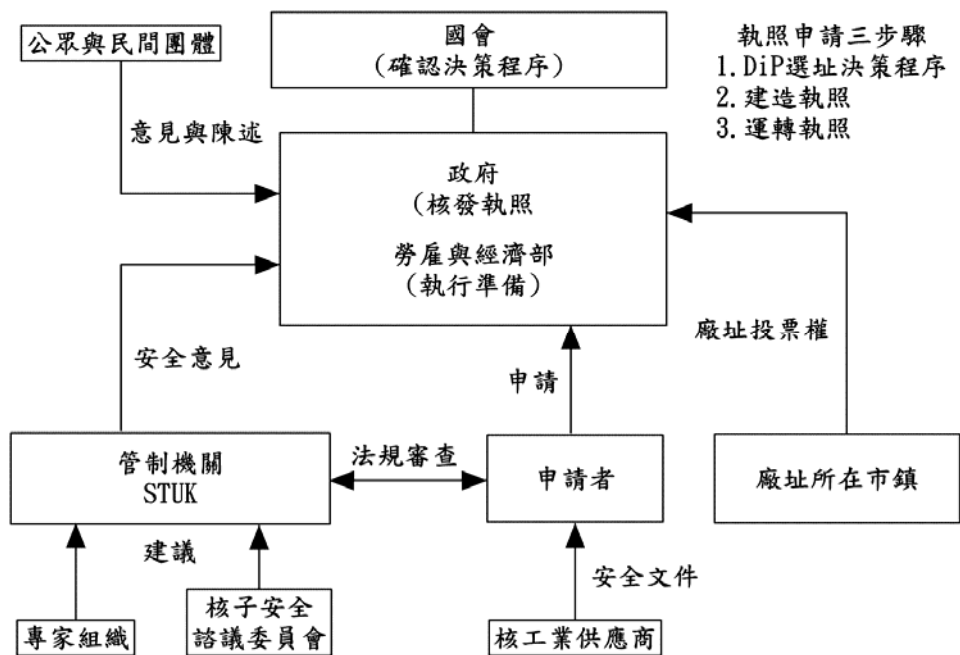 公眾與民間團體
國會
(確認決策程序)
執照申請三步驟
1.DiP選址決策程序
2.建造執照
3.運轉執照
意見與陳述
政府
(核發執照
勞雇與經濟部
(執行準備)
安全意見
申請
廠址投票權
管制機關
STUK
法規審查
申請者
廠址所在市鎮
建議
安全文件
專家組織
核子安全
諮議委員會
核工業供應商